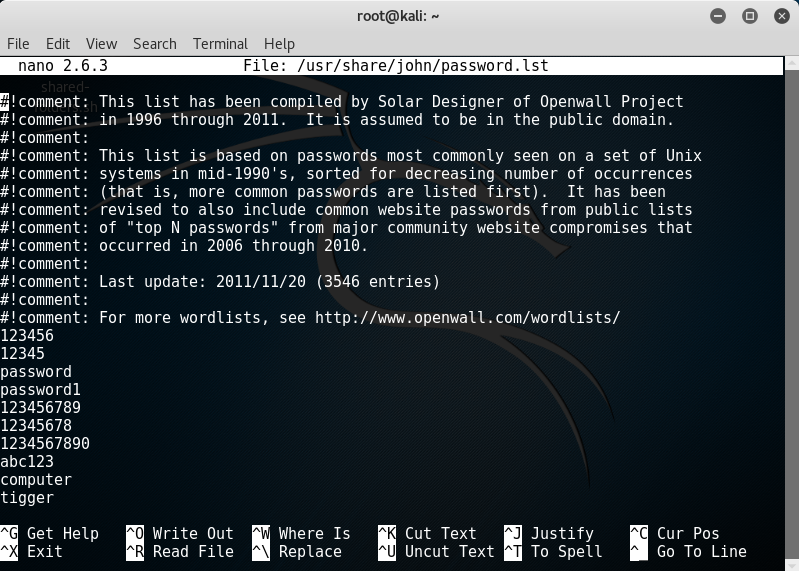 root@kali: ~
File Edit View Search Terminal Help
nano 2.6.3 File: /usr/share/john/password.lst
shared-
#!comment: This list has been compiled by Solar Designer of Openwall Project
#!comment: in 1996 through 2011.  It is assumed to be in the public domain.
#!comment:
#!comment: This list is based on passwords most commonly seen on a set of Unix
#!comment: systems in mid-1990's, sorted for decreasing number of occurrences
#!comment: (that is, more common passwords are listed first).  It has been
#!comment: revised to also include common website passwords from public lists
#!comment: of "top N passwords" from major community website compromises that
#!comment: occurred in 2006 through 2010.
#!comment:
#!comment: Last update: 2011/11/20 (3546 entries)
#!comment:
#!comment: For more wordlists, see http://www.openwall.com/wordlists/
123456
12345
password
password1
123456789
12345678
1234567890
abc123
computer
tigger
^G Get Help ^O Write Out ^W Where Is ^K Cut Text ^J Justify ^C Cur Pos
^X Exit ^R Read File ^\ Replace ^U Uncut Text ^T To Spell ^_ Go To Line